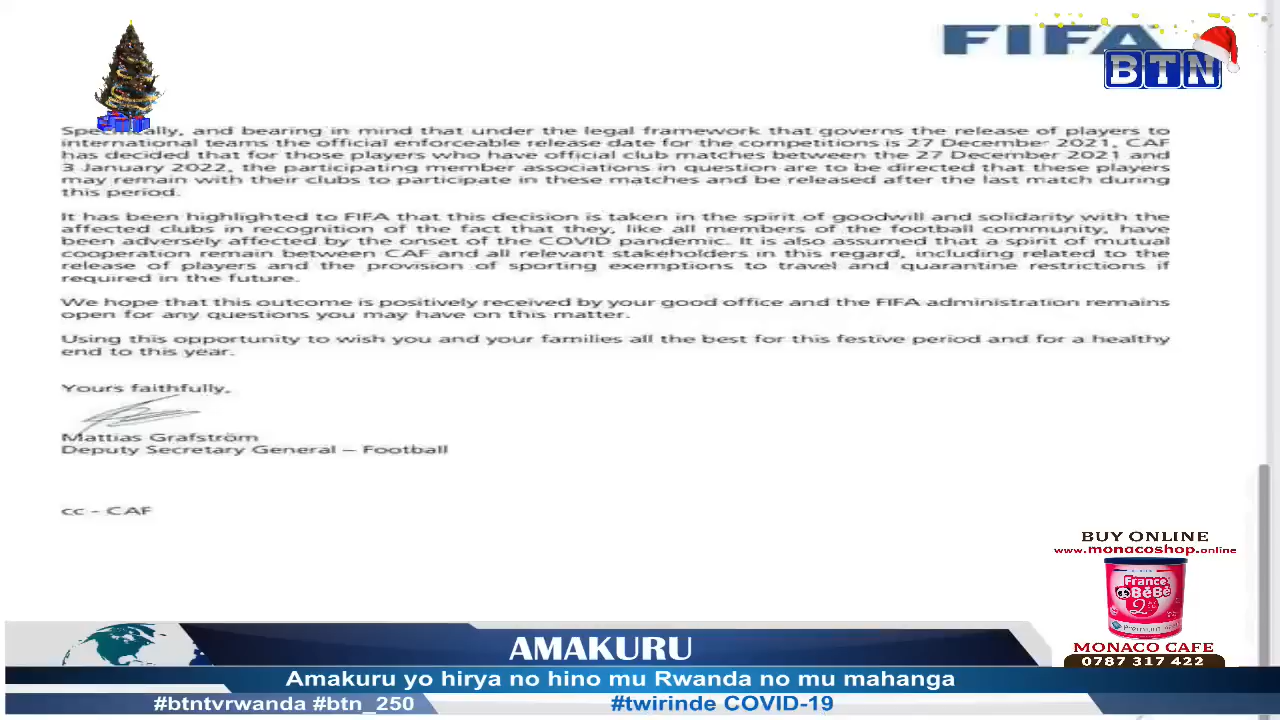 FIFA
BTN
Specifically, and bearing in mind that under the legal framework that governs the release of players to
international teams the official enforceable release date for the competitions is 27 December 2021, CAF
has decided that for those players who have official club matches between the 27 December 2021 and
3 January 2022, the participating member associations in question are to be directed that these players
may remain with their clubs to participate in these matches and be released after the last match during
this period.
It has been highlighted to FIFA that this decision is taken in the spirit of goodwill and solidarity with the
affected clubs in recognition of the fact that they, like all members of the football community, have
been adversely affected by the onset of the COVID pandemic. It is also assumed that a spirit of mutual
cooperation remain between CAF and all relevant stakeholders in this regard, including related to the
release of players and the provision of sporting exemptions to travel and quarantine restrictions if
required in the future.
We hope that this outcome is positively received by your good office and the FIFA administration remains
open for any questions you may have on this matter.
Using this opportunity to wish you and your families all the best for this festive period and for a healthy
end to this year.
Yours faithfully,
Mattias Grafström
Deputy Secretary General – Football
cc - CAF
BUY ONLINE
www.monacoshop.online
France
BéBé
2
Premium
MONACO CAFE
0787 317 422
AMAKURU
Amakuru yo hirya no hino mu Rwanda no mu mahanga
#btntvrwanda #btn_250
#twirinde COVID-19